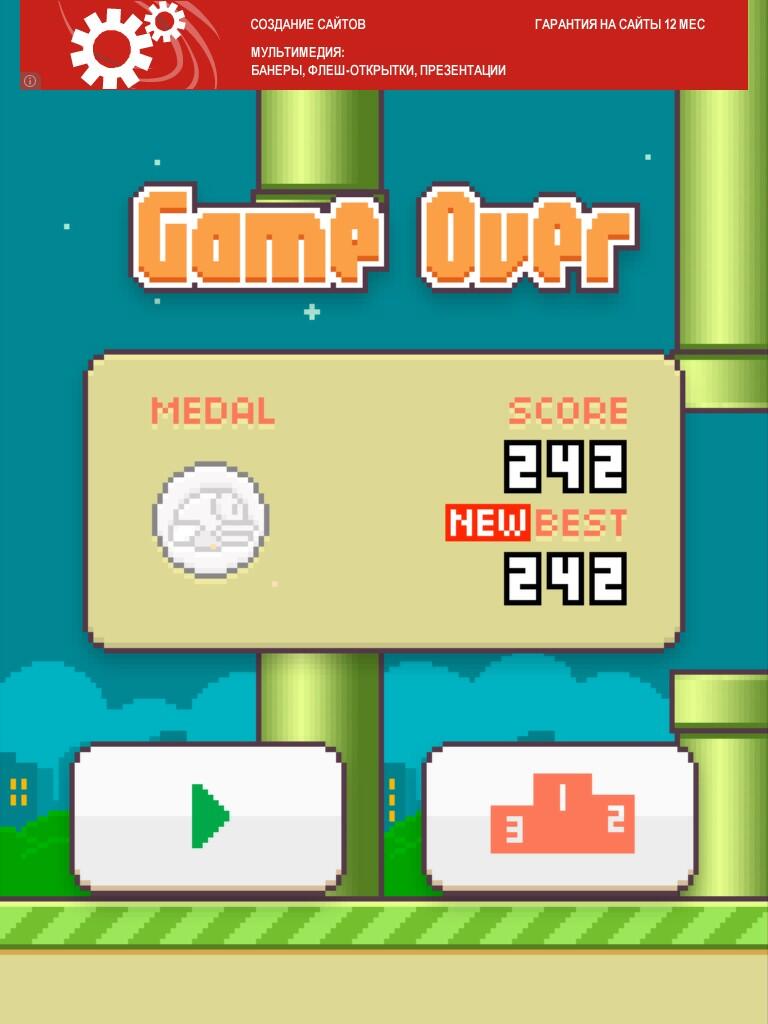 СОЗДАНИЕ САЙТОВ
ГАРАНТИЯ НА САЙТЫ 12 МЕС
МУЛЬТИМЕДИЯ:
БАНЕРЫ, ФЛЕШ-ОТКРЫТКИ, ПРЕЗЕНТАЦИИ
Game Over
MEDAL
SCORE
242
NEW BEST
242
1
3 2